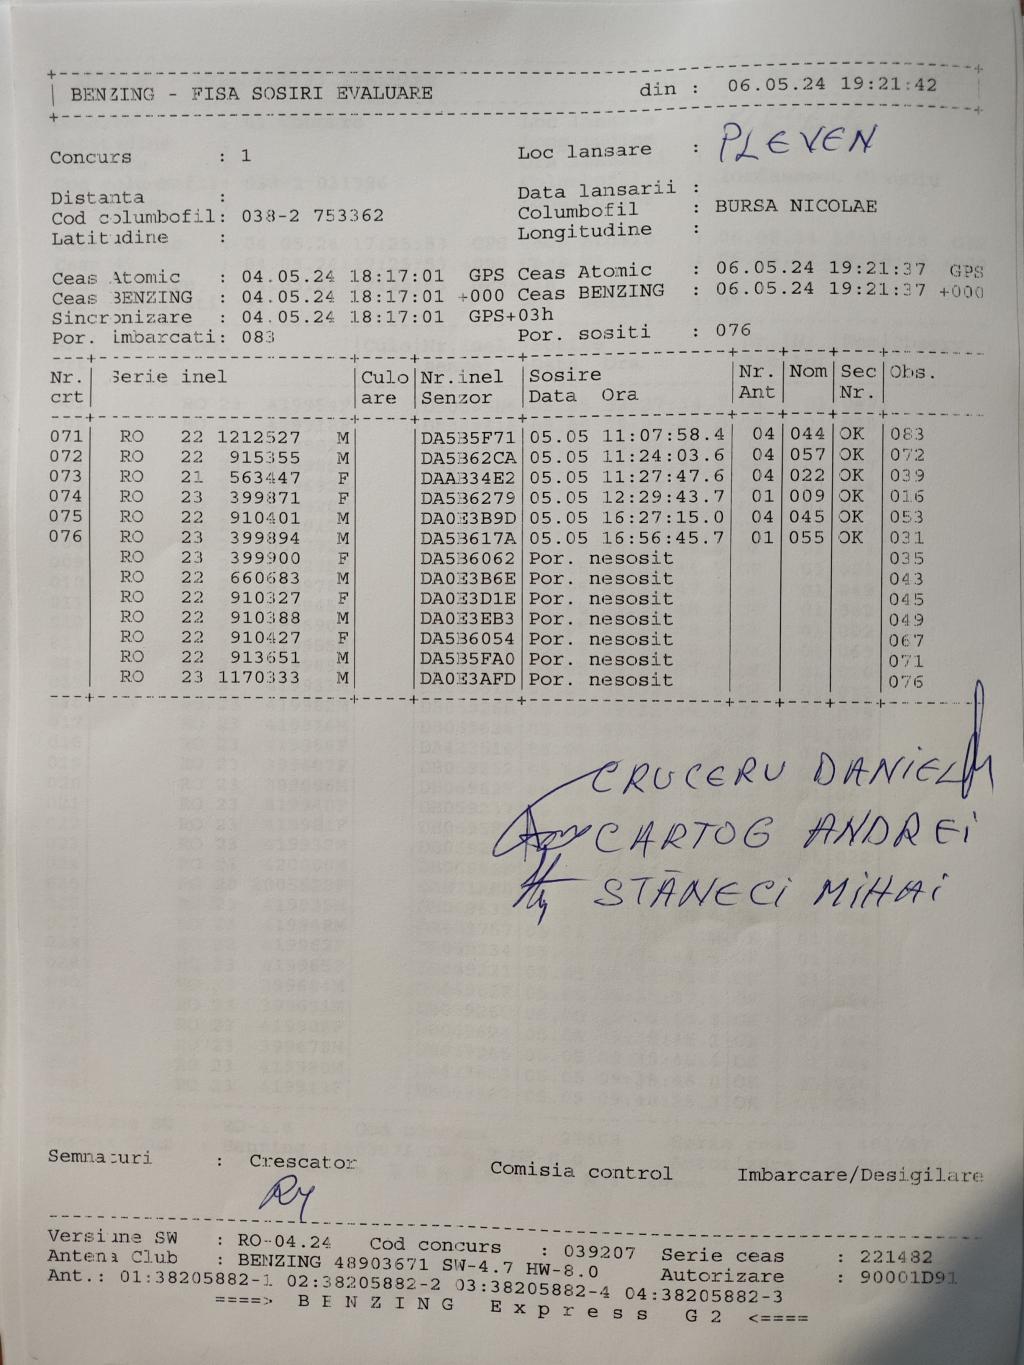 BENZING - FISA SOSIRI EVALUARE din : 06.05.24 19:21:42
Concurs : 1 Loc lansare : PLEVEN
Distanta : Data lansarii :
Cod columbofil: 038-2 753362 Columbofil : BURSA NICOLAE
Latitudine : Longitudine :
Ceas Atomic : 04.05.24 18:17:01 GPS Ceas Atomic : 06.05.24 19:21:37 GPS
Ceas BENZING : 04.05.24 18:17:01 +000 Ceas BENZING : 06.05.24 19:21:37 +000
Sincronizare : 04.05.24 18:17:01 GPS+03h
Por. imbarcati: 083 Por. sositi : 076
Nr. Serie inel Culo Nr.inel Sosire Nr. Nom Sec Obs.
crt are Senzor Data Ora Ant Nr.
071 RO 22 1212527 M DA5B5F71 05.05 11:07:58.4 04 044 OK 083
072 RO 22 915355 M DA5B62CA 05.05 11:24:03.6 04 057 OK 072
073 RO 21 563447 F DAAB34E2 05.05 11:27:47.6 04 022 OK 039
074 RO 23 399871 F DA5B6279 05.05 12:29:43.7 01 009 OK 016
075 RO 22 910401 M DA0E3B9D 05.05 16:27:15.0 04 045 OK 053
076 RO 23 399894 M DA5B617A 05.05 16:56:45.7 01 055 OK 031
RO 23 399900 F DA5B6062 Por. nesosit 035
RO 22 660683 M DA0E3B6E Por. nesosit 043
RO 22 910327 F DA0E3D1E Por. nesosit 045
RO 22 910388 M DA0E3EB3 Por. nesosit 049
RO 22 910427 F DA5B6054 Por. nesosit 067
RO 22 913651 M DA5B5FA0 Por. nesosit 071
RO 23 1170333 M DA0E3AFD Por. nesosit 076
CRUCERU DANIEL
CARTOG ANDREI
STĂNECI MIHAI
Semnaturi : Crescator Comisia control Imbarcare/Desigilare
Versiune SW : RO-04.24 Cod concurs : 039207 Serie ceas : 221482
Antena Club : BENZING 48903671 SW-4.7 HW-8.0 Autorizare : 90001D91
Ant.: 01:38205882-1 02:38205882-2 03:38205882-4 04:38205882-3
====> B E N Z I N G E x p r e s s G 2 <====